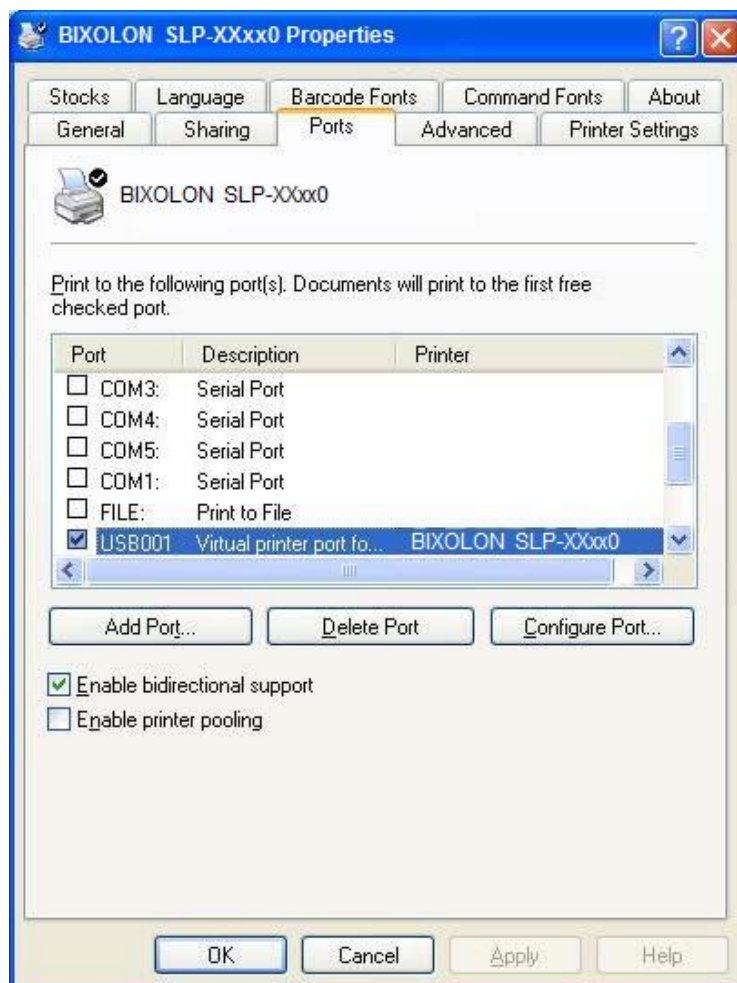 BIXOLON SLP-XXxx0 Properties
Stocks Language Barcode Fonts Command Fonts About
General Sharing Ports Advanced Printer Settings
BIXOLON SLP-XXxx0
Print to the following port(s). Documents will print to the first free
checked port.
Port Description Printer
COM3: Serial Port
COM4: Serial Port
COM5: Serial Port
COM1: Serial Port
FILE: Print to File
USB001 Virtual printer port fo... BIXOLON SLP-XXxx0
Add Port... Delete Port Configure Port...
Enable bidirectional support
Enable printer pooling
OK Cancel Apply Help